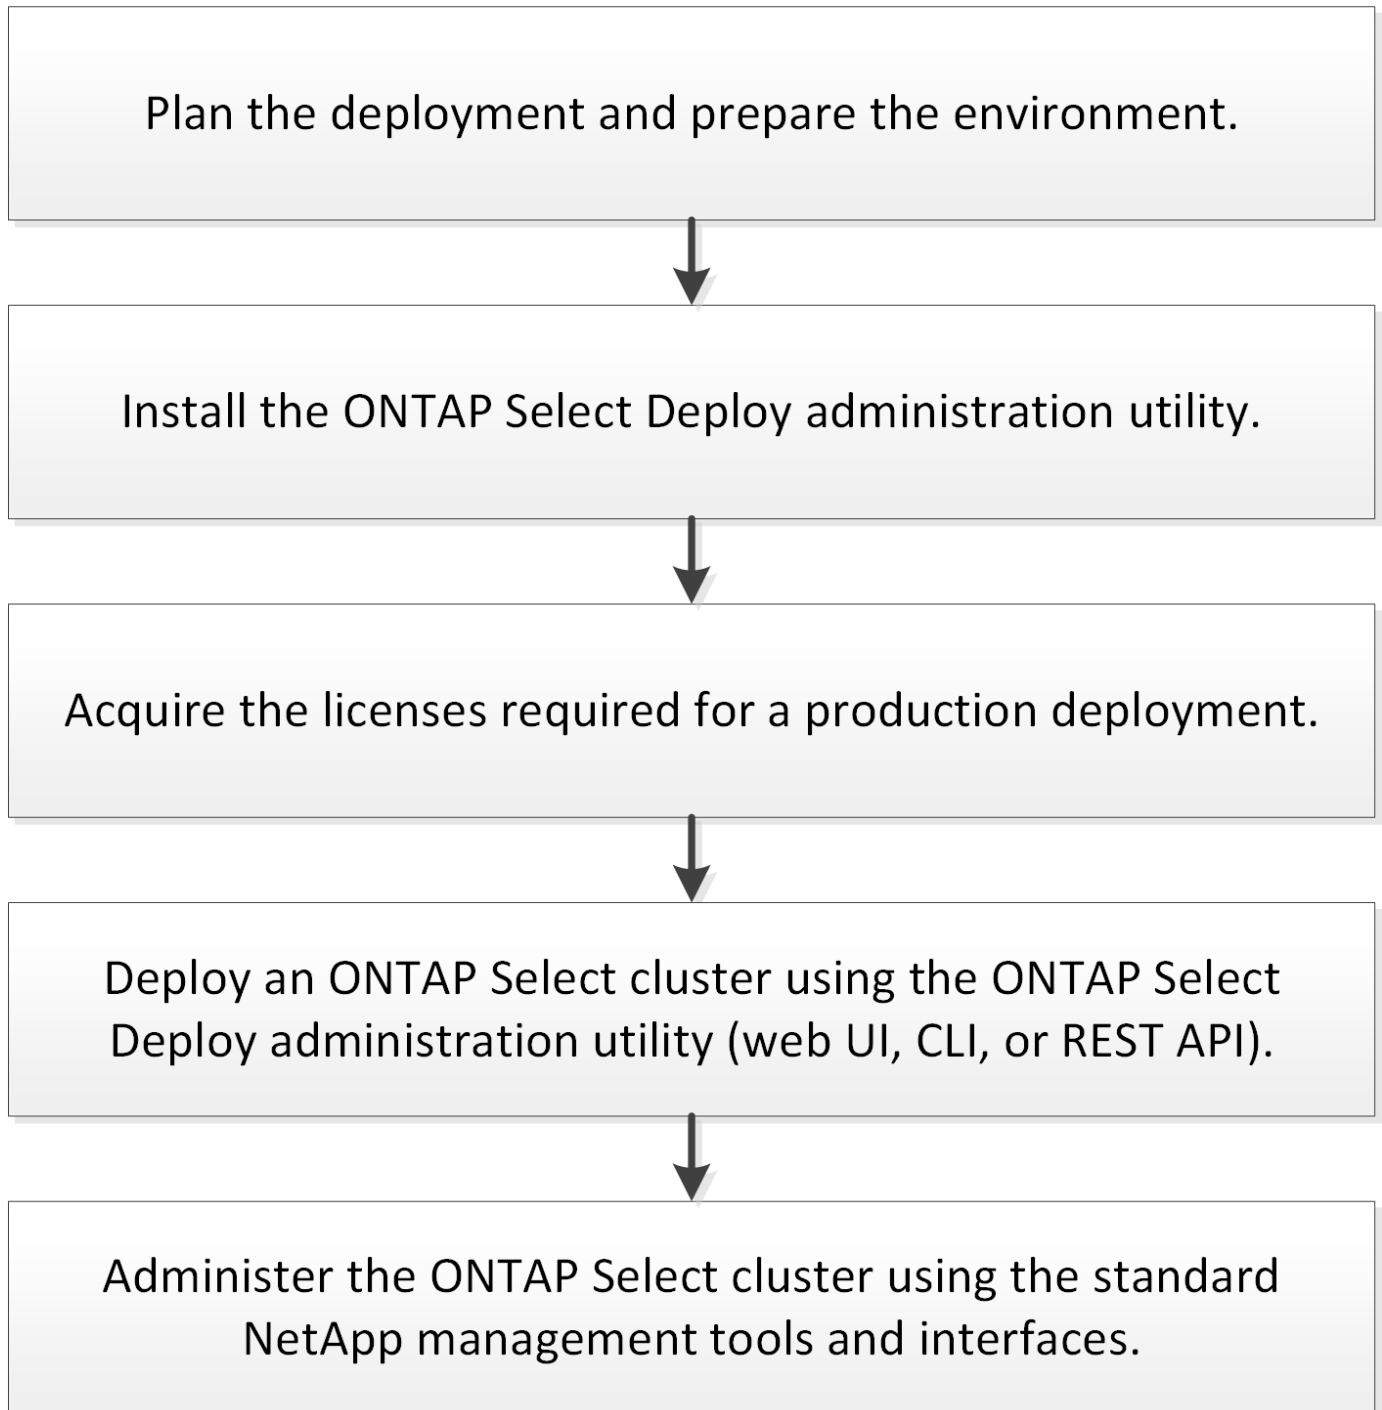 Plan the deployment and prepare the environment.
Install the ONTAP Select Deploy administration utility.
Acquire the licenses required for a production deployment.
Deploy an ONTAP Select cluster using the ONTAP Select
Deploy administration utility (web UI, CLI, or REST API).
Administer the ONTAP Select cluster using the standard
NetApp management tools and interfaces.